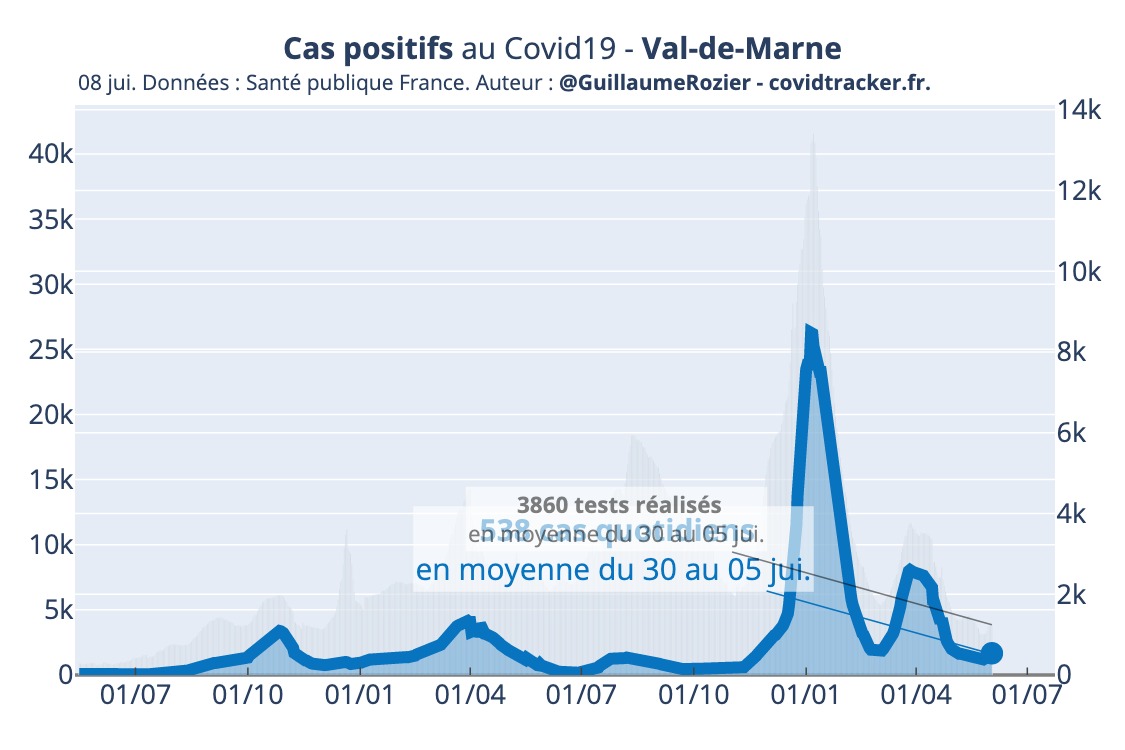 Cas positifs au Covid19 - Val-de-Marne
08 jui. Données : Santé publique France. Auteur : @GuillaumeRozier - covidtracker.fr.
14k
40k
12k
35k
10k
30k
25k
8k
20k
6k
15k
3860 tests réalisés
4k
538 cas quotidiens
en moyenne du 30 au 05 jui.
10k
en moyenne du 30 au 05 jui.
5k
2k
0
0
01/07
01/10
01/01
01/04
01/07
01/10
01/01
01/04
01/07